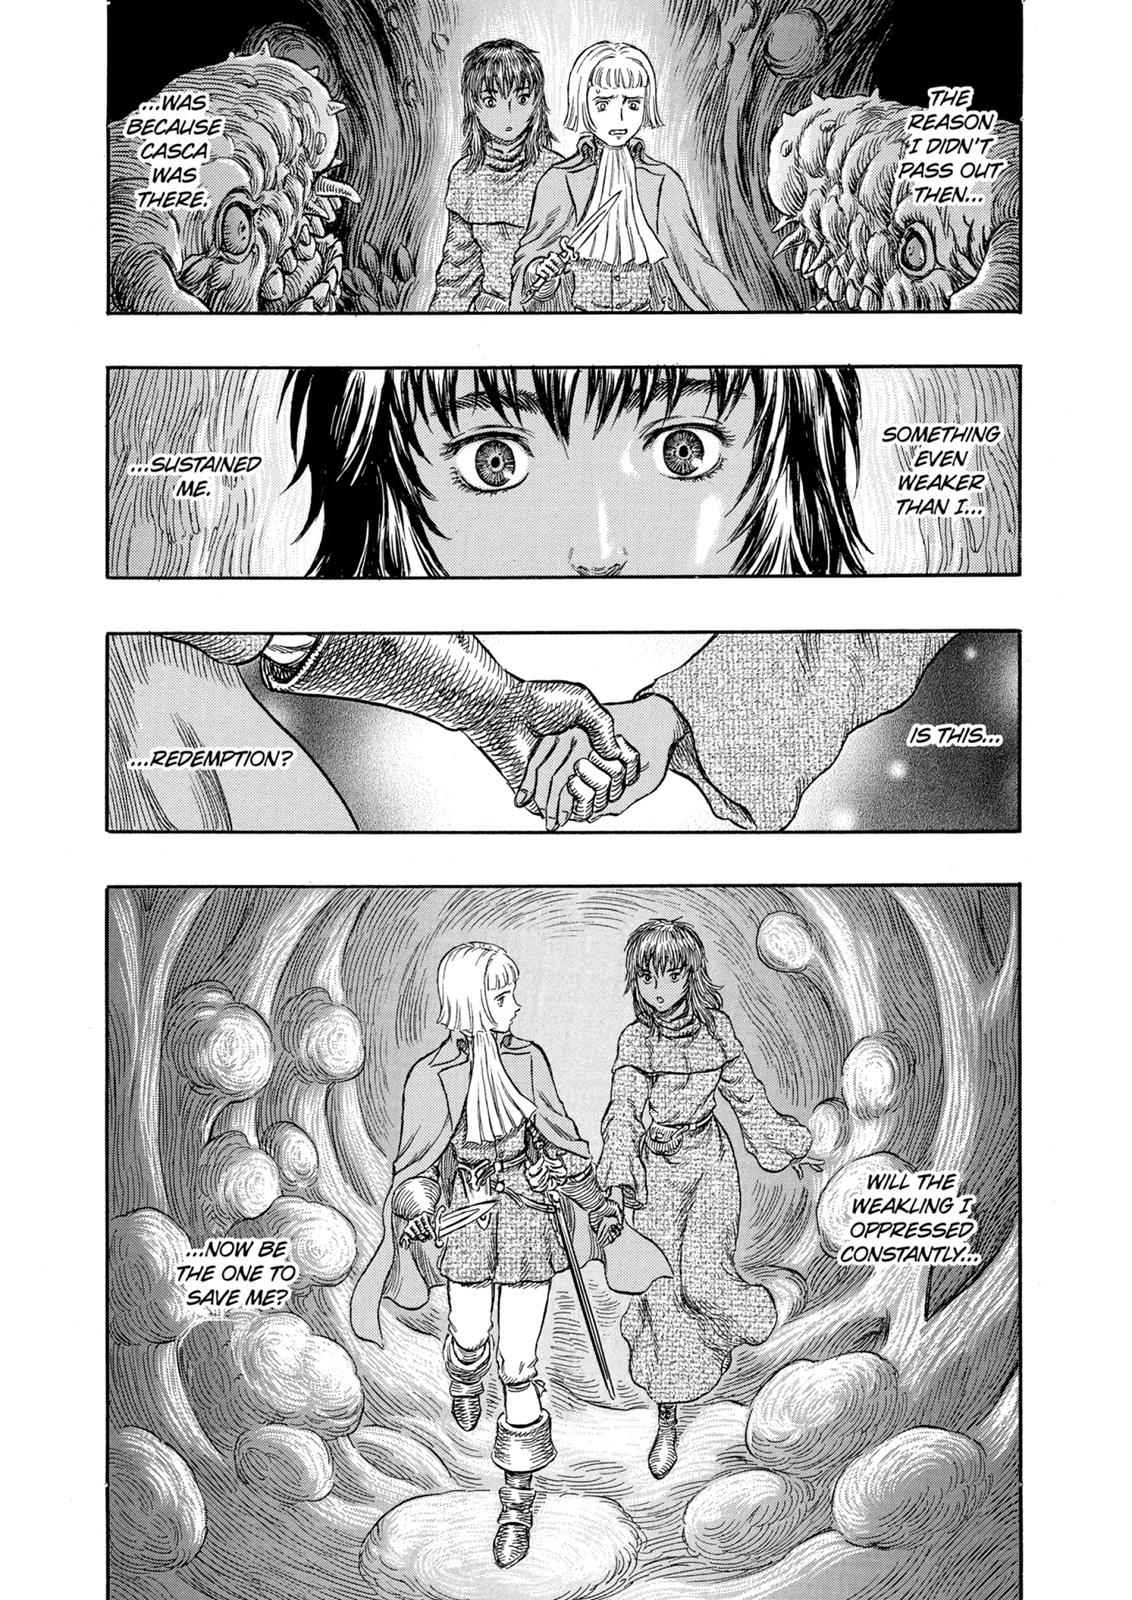 THE
REASON
I DIDN'T
PASS OUT
THEN...
...WAS
BECAUSE
CASCA
WAS
THERE.
SOMETHING
EVEN
WEAKER
THAN I...
...SUSTAINED
ME.
IS THIS...
...REDEMPTION?
WILL THE
WEAKLING I
OPPRESSED
CONSTANTLY...
...NOW BE
THE ONE TO
SAVE ME?